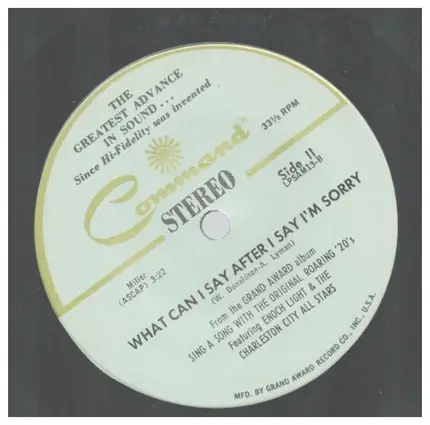 THE
GREATEST ADVANCE
IN SOUND...
Since Hi-Fidelity was invented
Command
STEREO
33⅓ RPM
Side II
LPSAM13-B
Miller
(ASCAP) 3:22
WHAT CAN I SAY AFTER I SAY I'M SORRY
(W. Donaldson-A. Lyman)
From the GRAND AWARD album
SING A SONG WITH THE ORIGINAL ROARING '20's
Featuring ENOCH LIGHT & THE
CHARLESTON CITY ALL STARS
MFD. BY GRAND AWARD RECORD CO., INC., U.S.A.